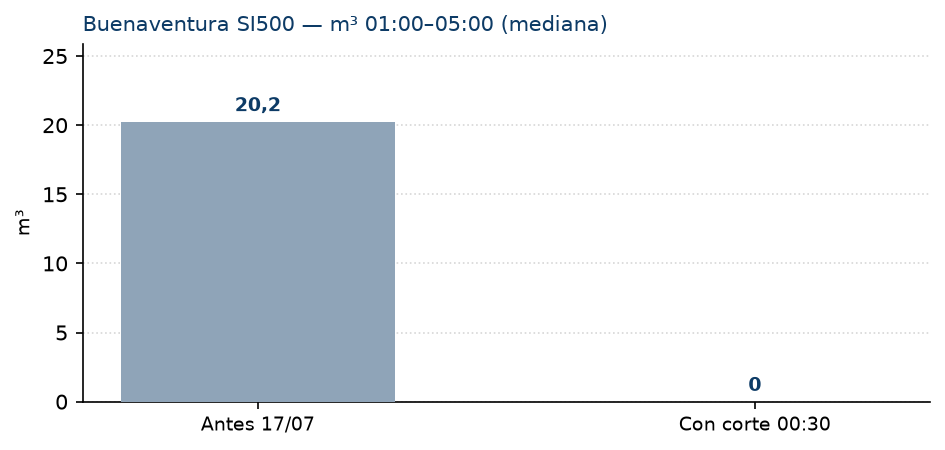 Buenaventura SI500 — m³ 01:00–05:00 (mediana)
25
20,2
20
15
m³
10
5
0
0
Antes 17/07
Con corte 00:30